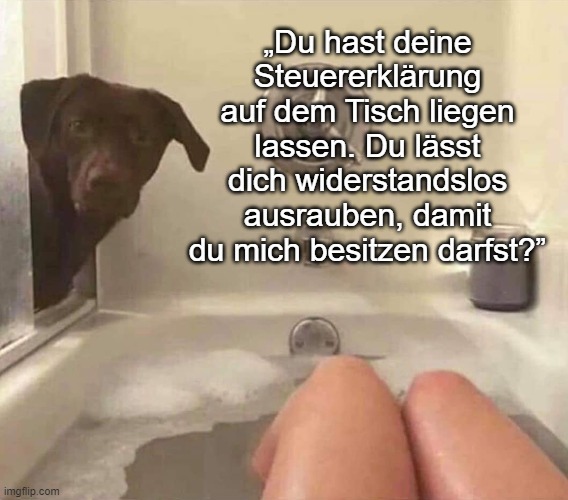 „Du hast deine
Steuererklärung
auf dem Tisch liegen
lassen. Du lässt
dich widerstandslos
ausrauben, damit
du mich besitzen darfst?”
imgflip.com